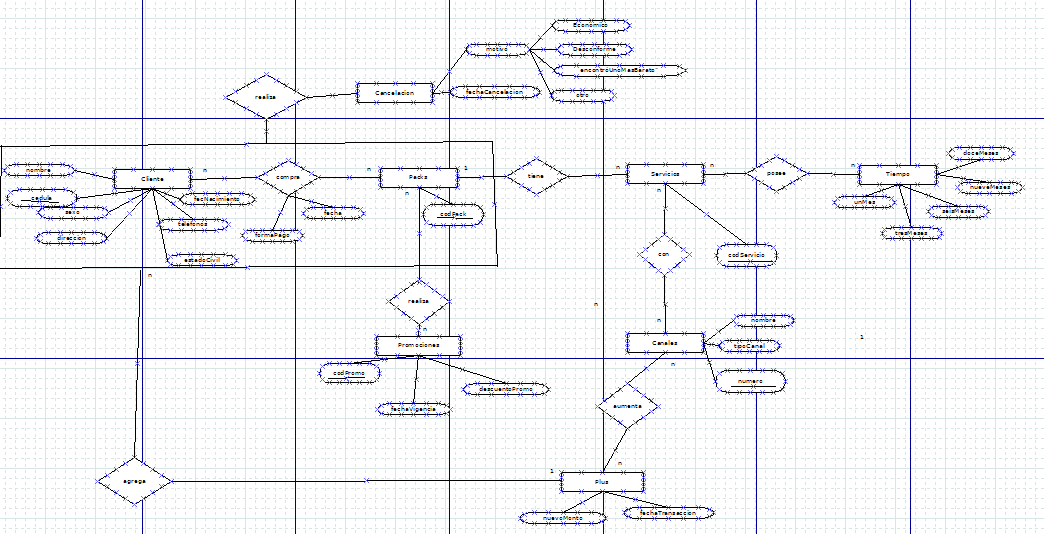 Economico
motivo
Desconforme
encontroUnoMasBarato
otro
fechaCancelacion
Cancelacion
realiza
nombre
Cliente
n
compra
n
Packs
1
tiene
n
Servicios
n
posee
n
Tiempo
doceMeses
nueveMeses
seisMeses
unMes
tresMeses
cedula
sexo
direccion
fecNacimiento
telefonos
estadoCivil
formaPago
fecha
n
codPack
n
codServicio
con
n
realiza
n
n
n
Promociones
codPromo
fechaVigencia
descuentoPromo
n
Canales
nombre
tipoCanal
numero
1
n
aumenta
n
1
Plus
agrega
nuevoMonto
fechaTransaccion